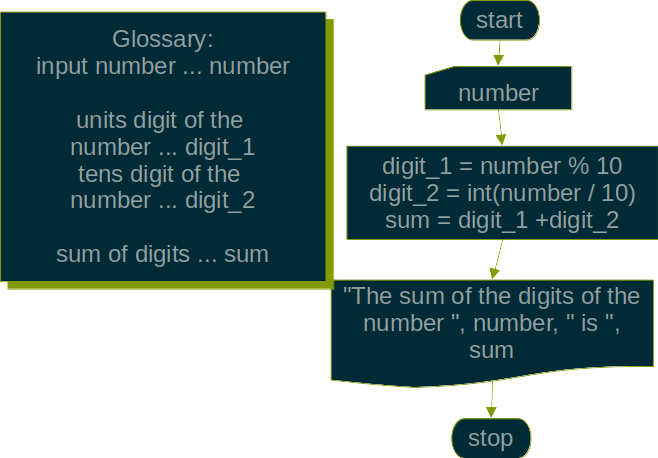 Glossary:
input number ... number
units digit of the
number ... digit_1
tens digit of the
number ... digit_2
sum of digits ... sum
start
number
digit_1 = number % 10
digit_2 = int(number / 10)
sum = digit_1 +digit_2
"The sum of the digits of the
number ", number, " is ",
sum
stop